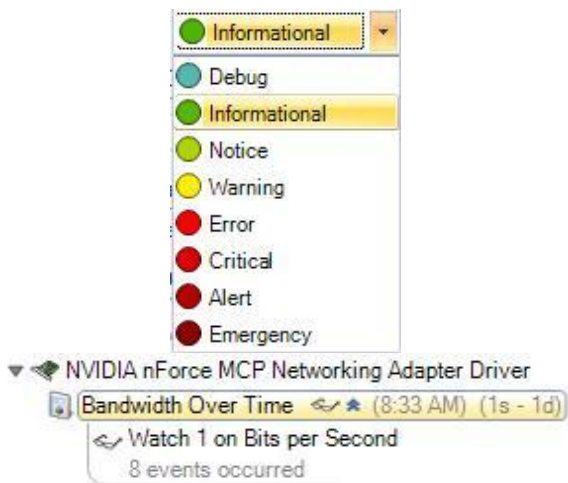 Informational
Debug
Informational
Notice
Warning
Error
Critical
Alert
Emergency
NVIDIA nForce MCP Networking Adapter Driver
Bandwidth Over Time (8:33 AM) (1s - 1d)
Watch 1 on Bits per Second
8 events occurred